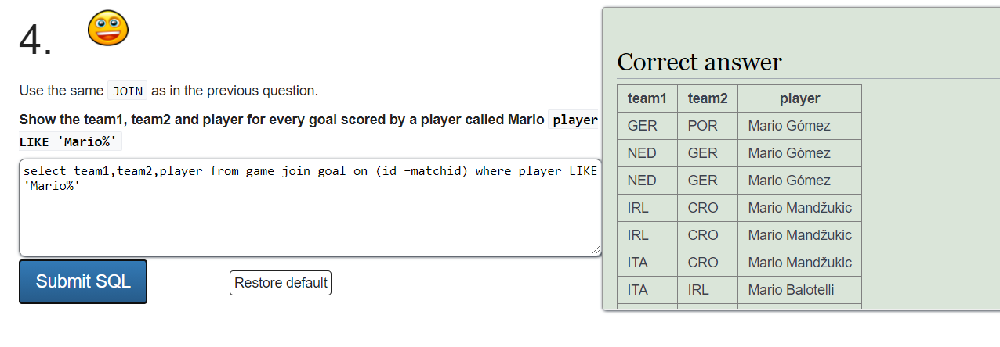 4.
Use the same JOIN as in the previous question.
Show the team1, team2 and player for every goal scored by a player called Mario player
LIKE 'Mario%'
select team1,team2,player from game join goal on (id =matchid) where player LIKE
'Mario%'
Submit SQL
Restore default
Correct answer
team1 team2 player
GER POR Mario Gómez
NED GER Mario Gómez
NED GER Mario Gómez
IRL CRO Mario Mandžukic
IRL CRO Mario Mandžukic
ITA CRO Mario Mandžukic
ITA IRL Mario Balotelli